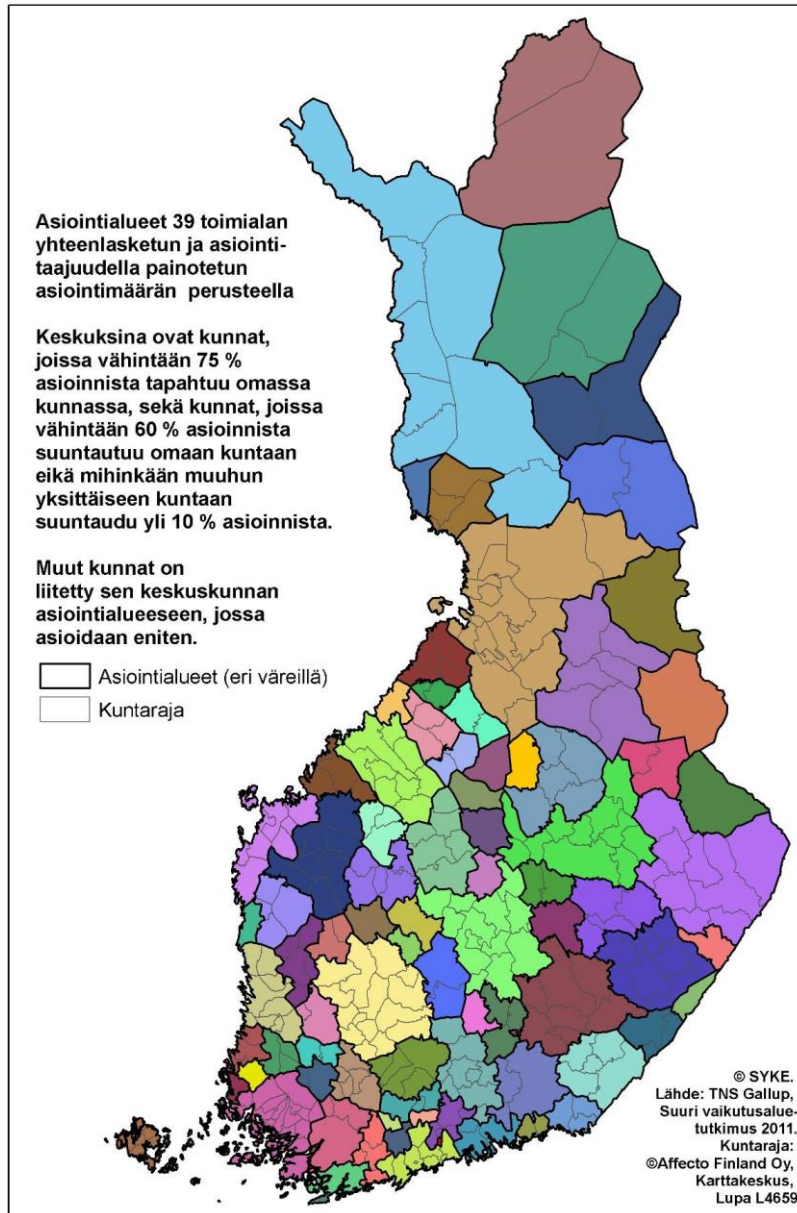 Asiointialueet 39 toimialan
yhteenlasketun ja asiointi-
taajuudella painotetun
asiointimäärän perusteella
Keskuksina ovat kunnat,
joissa vähintään 75 %
asioinnista tapahtuu omassa
kunnassa, sekä kunnat, joissa
vähintään 60 % asioinnista
suuntautuu omaan kuntaan
eikä mihinkään muuhun
yksittäiseen kuntaan
suuntaudu yli 10 % asioinnista.
Muut kunnat on
liitetty sen keskuskunnan
asiointialueeseen, jossa
asioidaan eniten.
Asiointialueet (eri väreillä)
Kuntaraja
© SYKE.
Lähde: TNS Gallup,
Suuri vaikutusalue-
tutkimus 2011.
Kuntaraja:
©Affecto Finland Oy,
Karttakeskus,
Lupa L4659